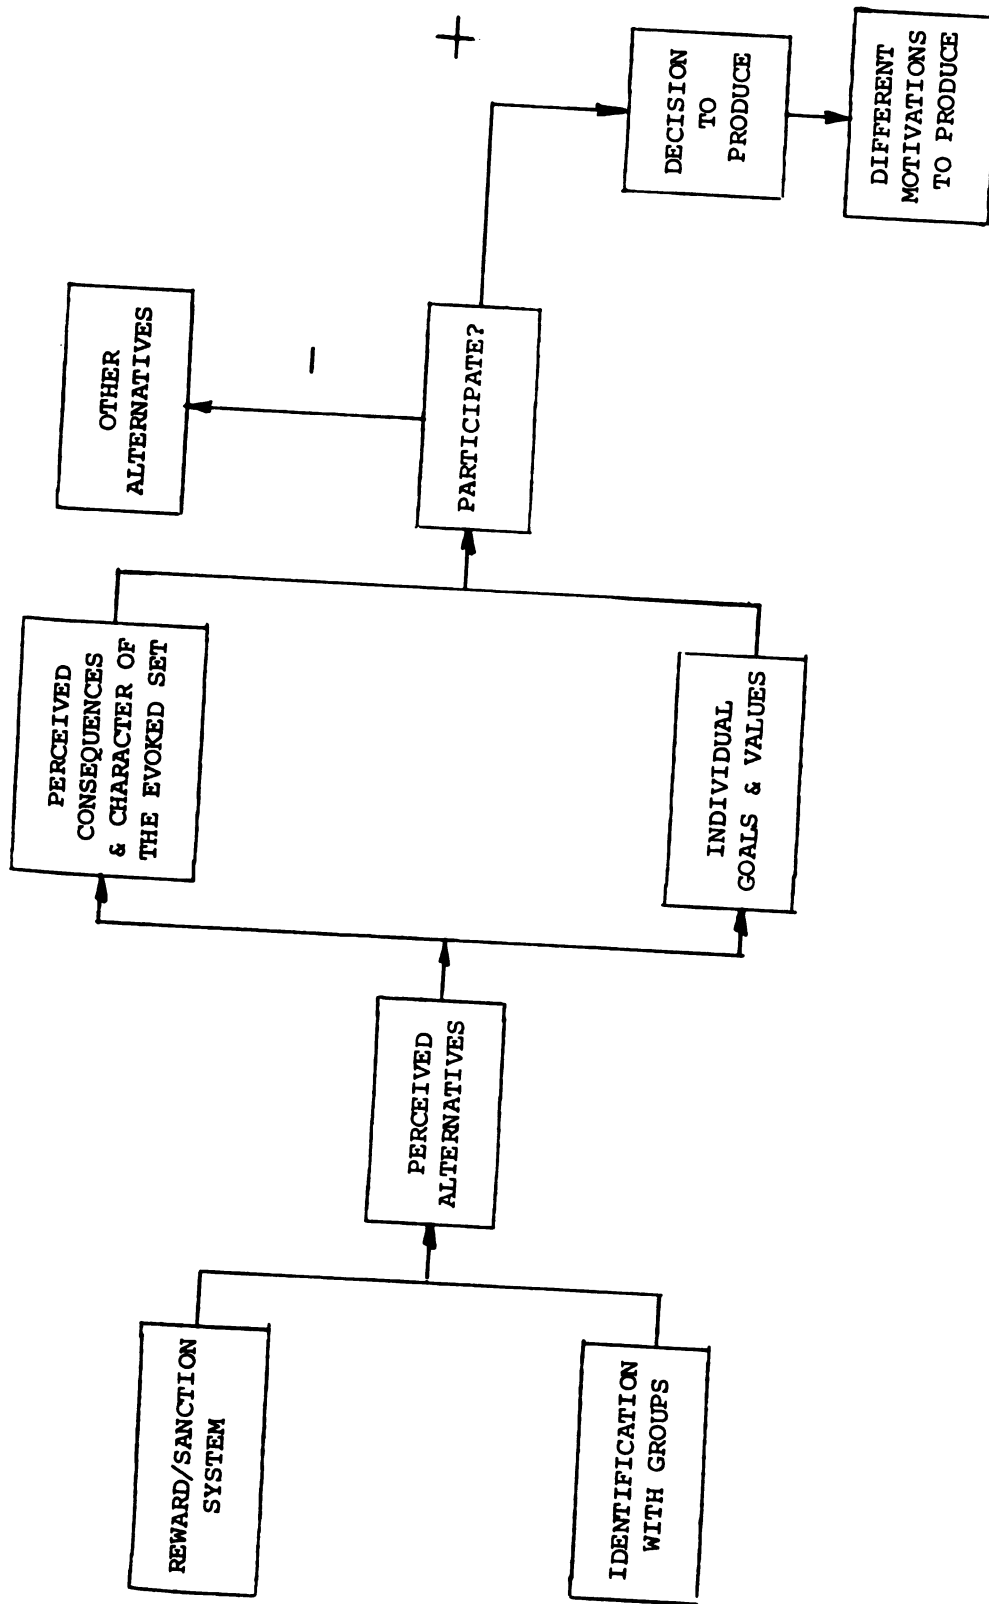 REWARD/SANCTION
SYSTEM
IDENTIFICATION
WITH GROUPS
PERCEIVED
ALTERNATIVES
PERCEIVED
CONSEQUENCES
& CHARACTER OF
THE EVOKED SET
INDIVIDUAL
GOALS & VALUES
PARTICIPATE?
OTHER
ALTERNATIVES
-
+
DECISION
TO
PRODUCE
DIFFERENT
MOTIVATIONS
TO PRODUCE